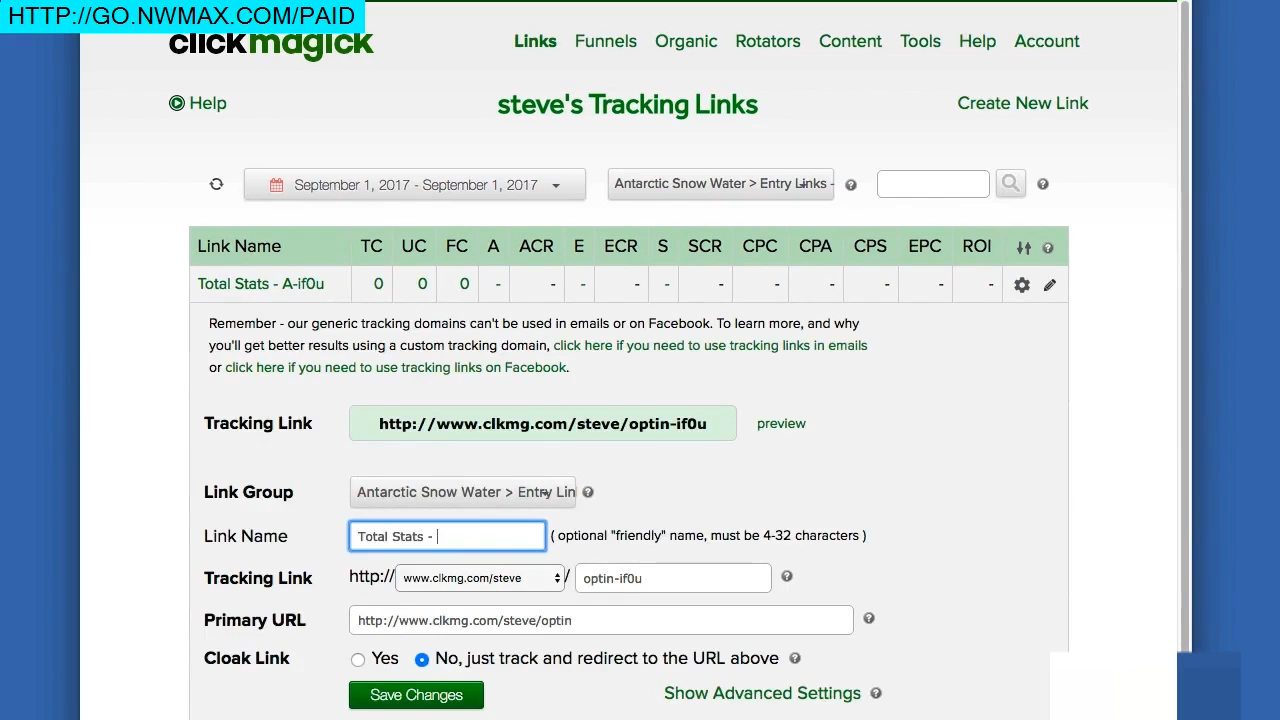 HTTP://GO.NWMAX.COM/PAID
clickmagick
Links Funnels Organic Rotators Content Tools Help Account
Help
steve's Tracking Links
Create New Link
September 1, 2017 - September 1, 2017
Antarctic Snow Water > Entry Links -
Link Name TC UC FC A ACR E ECR S SCR CPC CPA CPS EPC ROI
Total Stats - A-if0u 0 0 0 - - - - - - - - - - -
Remember - our generic tracking domains can't be used in emails or on Facebook. To learn more, and why
you'll get better results using a custom tracking domain, click here if you need to use tracking links in emails
or click here if you need to use tracking links on Facebook.
Tracking Link http://www.clkmg.com/steve/optin-if0u preview
Link Group Antarctic Snow Water > Entry Lin
Link Name Total Stats - ( optional "friendly" name, must be 4-32 characters )
Tracking Link http:// www.clkmg.com/steve / optin-if0u
Primary URL http://www.clkmg.com/steve/optin
Cloak Link Yes No, just track and redirect to the URL above
Save Changes Show Advanced Settings